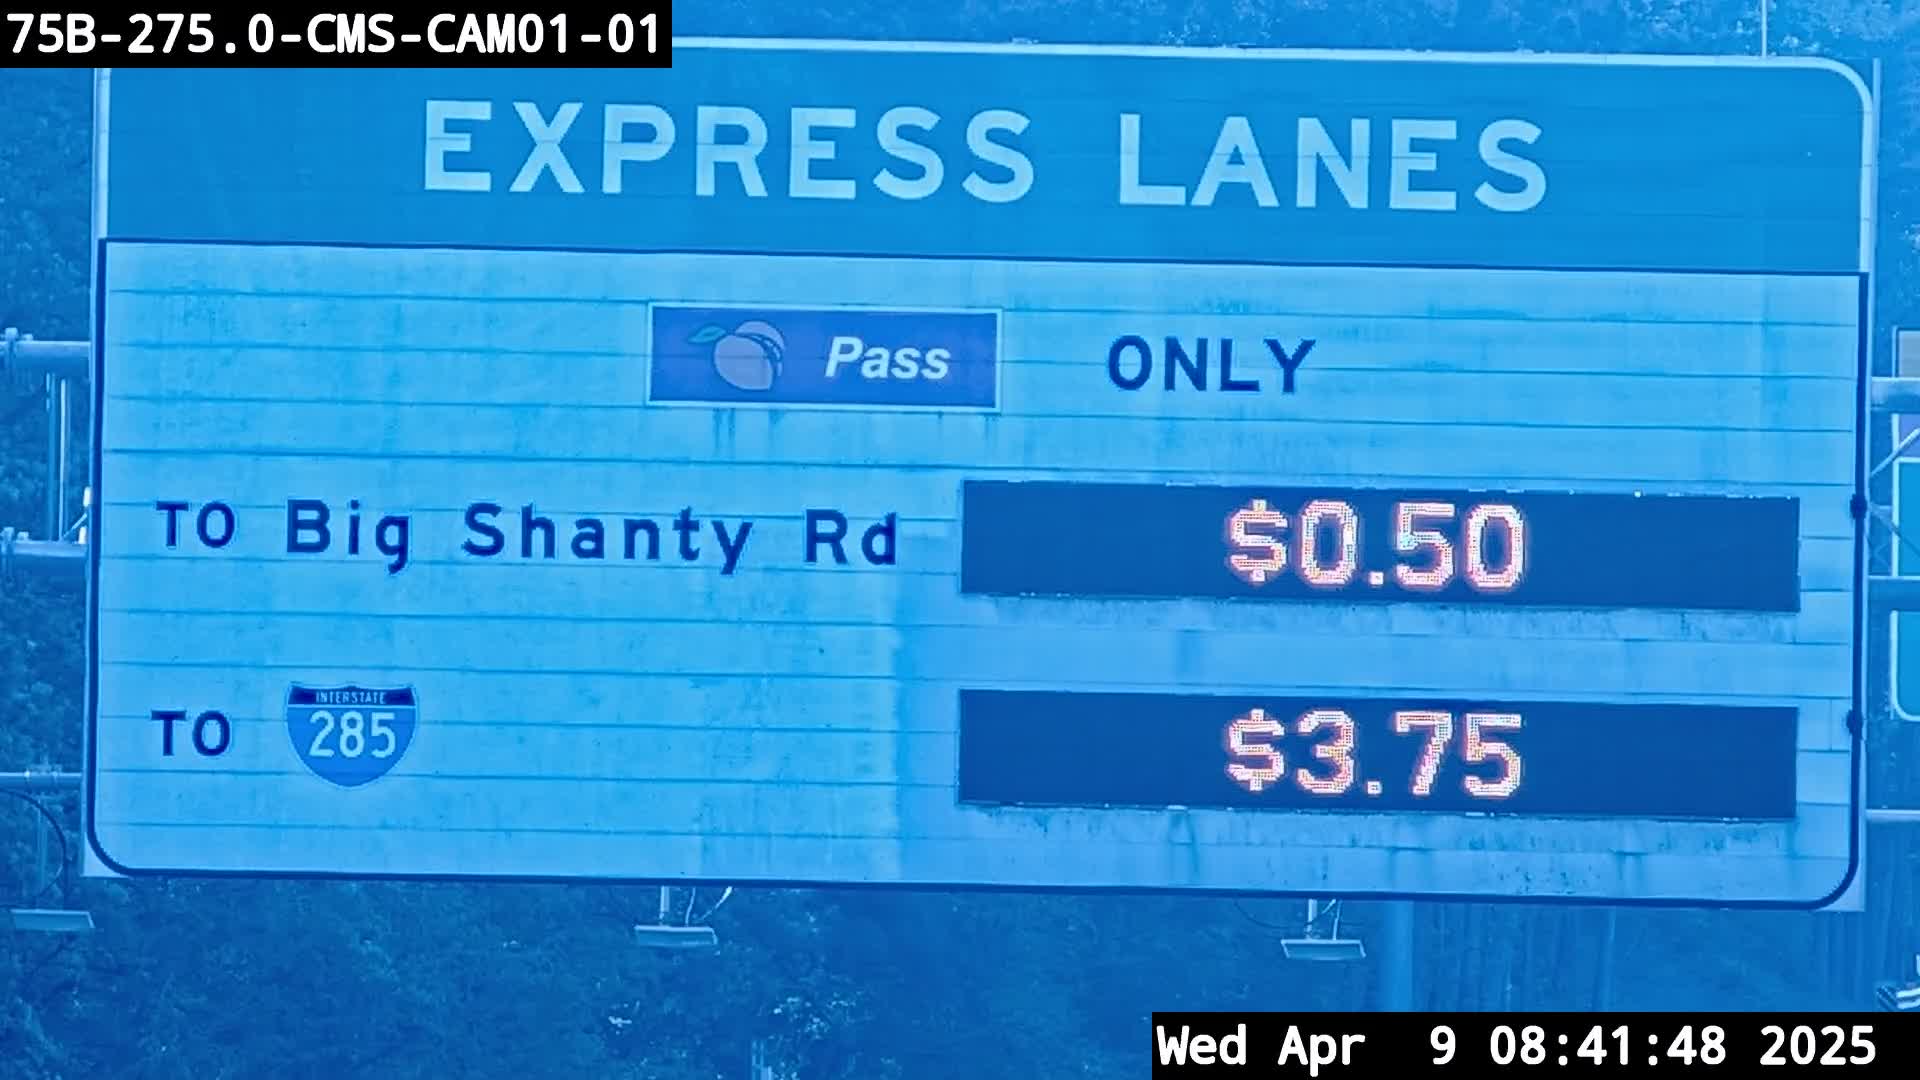 75B-275.0-CMS-CAM01-01
EXPRESS LANES
Pass ONLY
TO Big Shanty Rd $0.50
TO INTERSTATE 285 $3.75
Wed Apr 9 08:41:48 2025